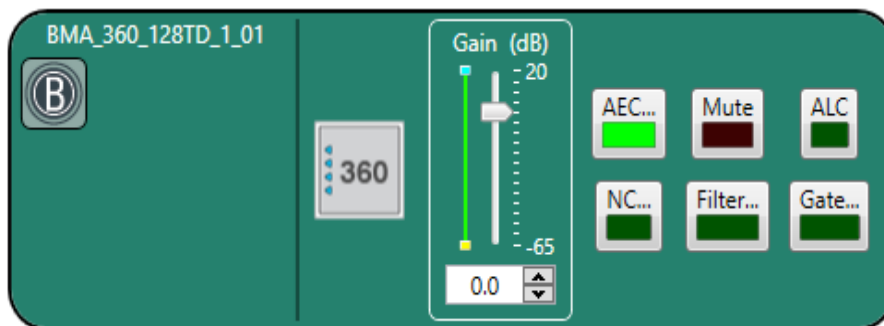 BMA_360_128TD_1_01
B
360
Gain (dB)
20
-65
0.0
AEC...
Mute
ALC
NC...
Filter...
Gate...